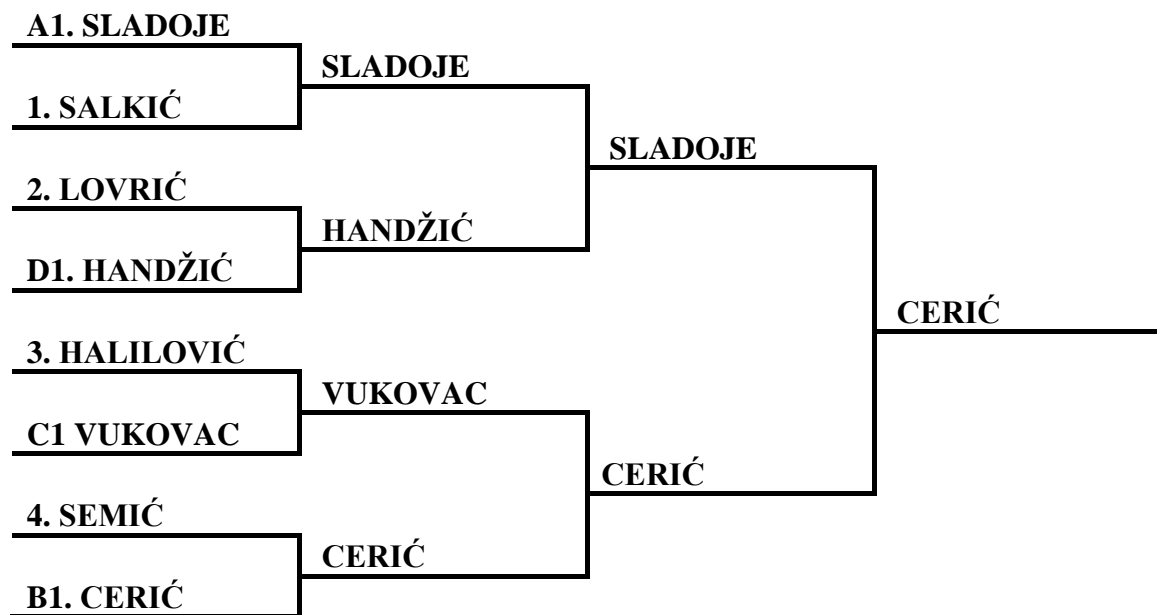 A1. SLADOJE
SLADOJE
1. SALKIĆ
SLADOJE
2. LOVRIĆ
HANDŽIĆ
D1. HANDŽIĆ
CERIĆ
3. HALILOVIĆ
VUKOVAC
C1 VUKOVAC
CERIĆ
4. SEMIĆ
CERIĆ
B1. CERIĆ